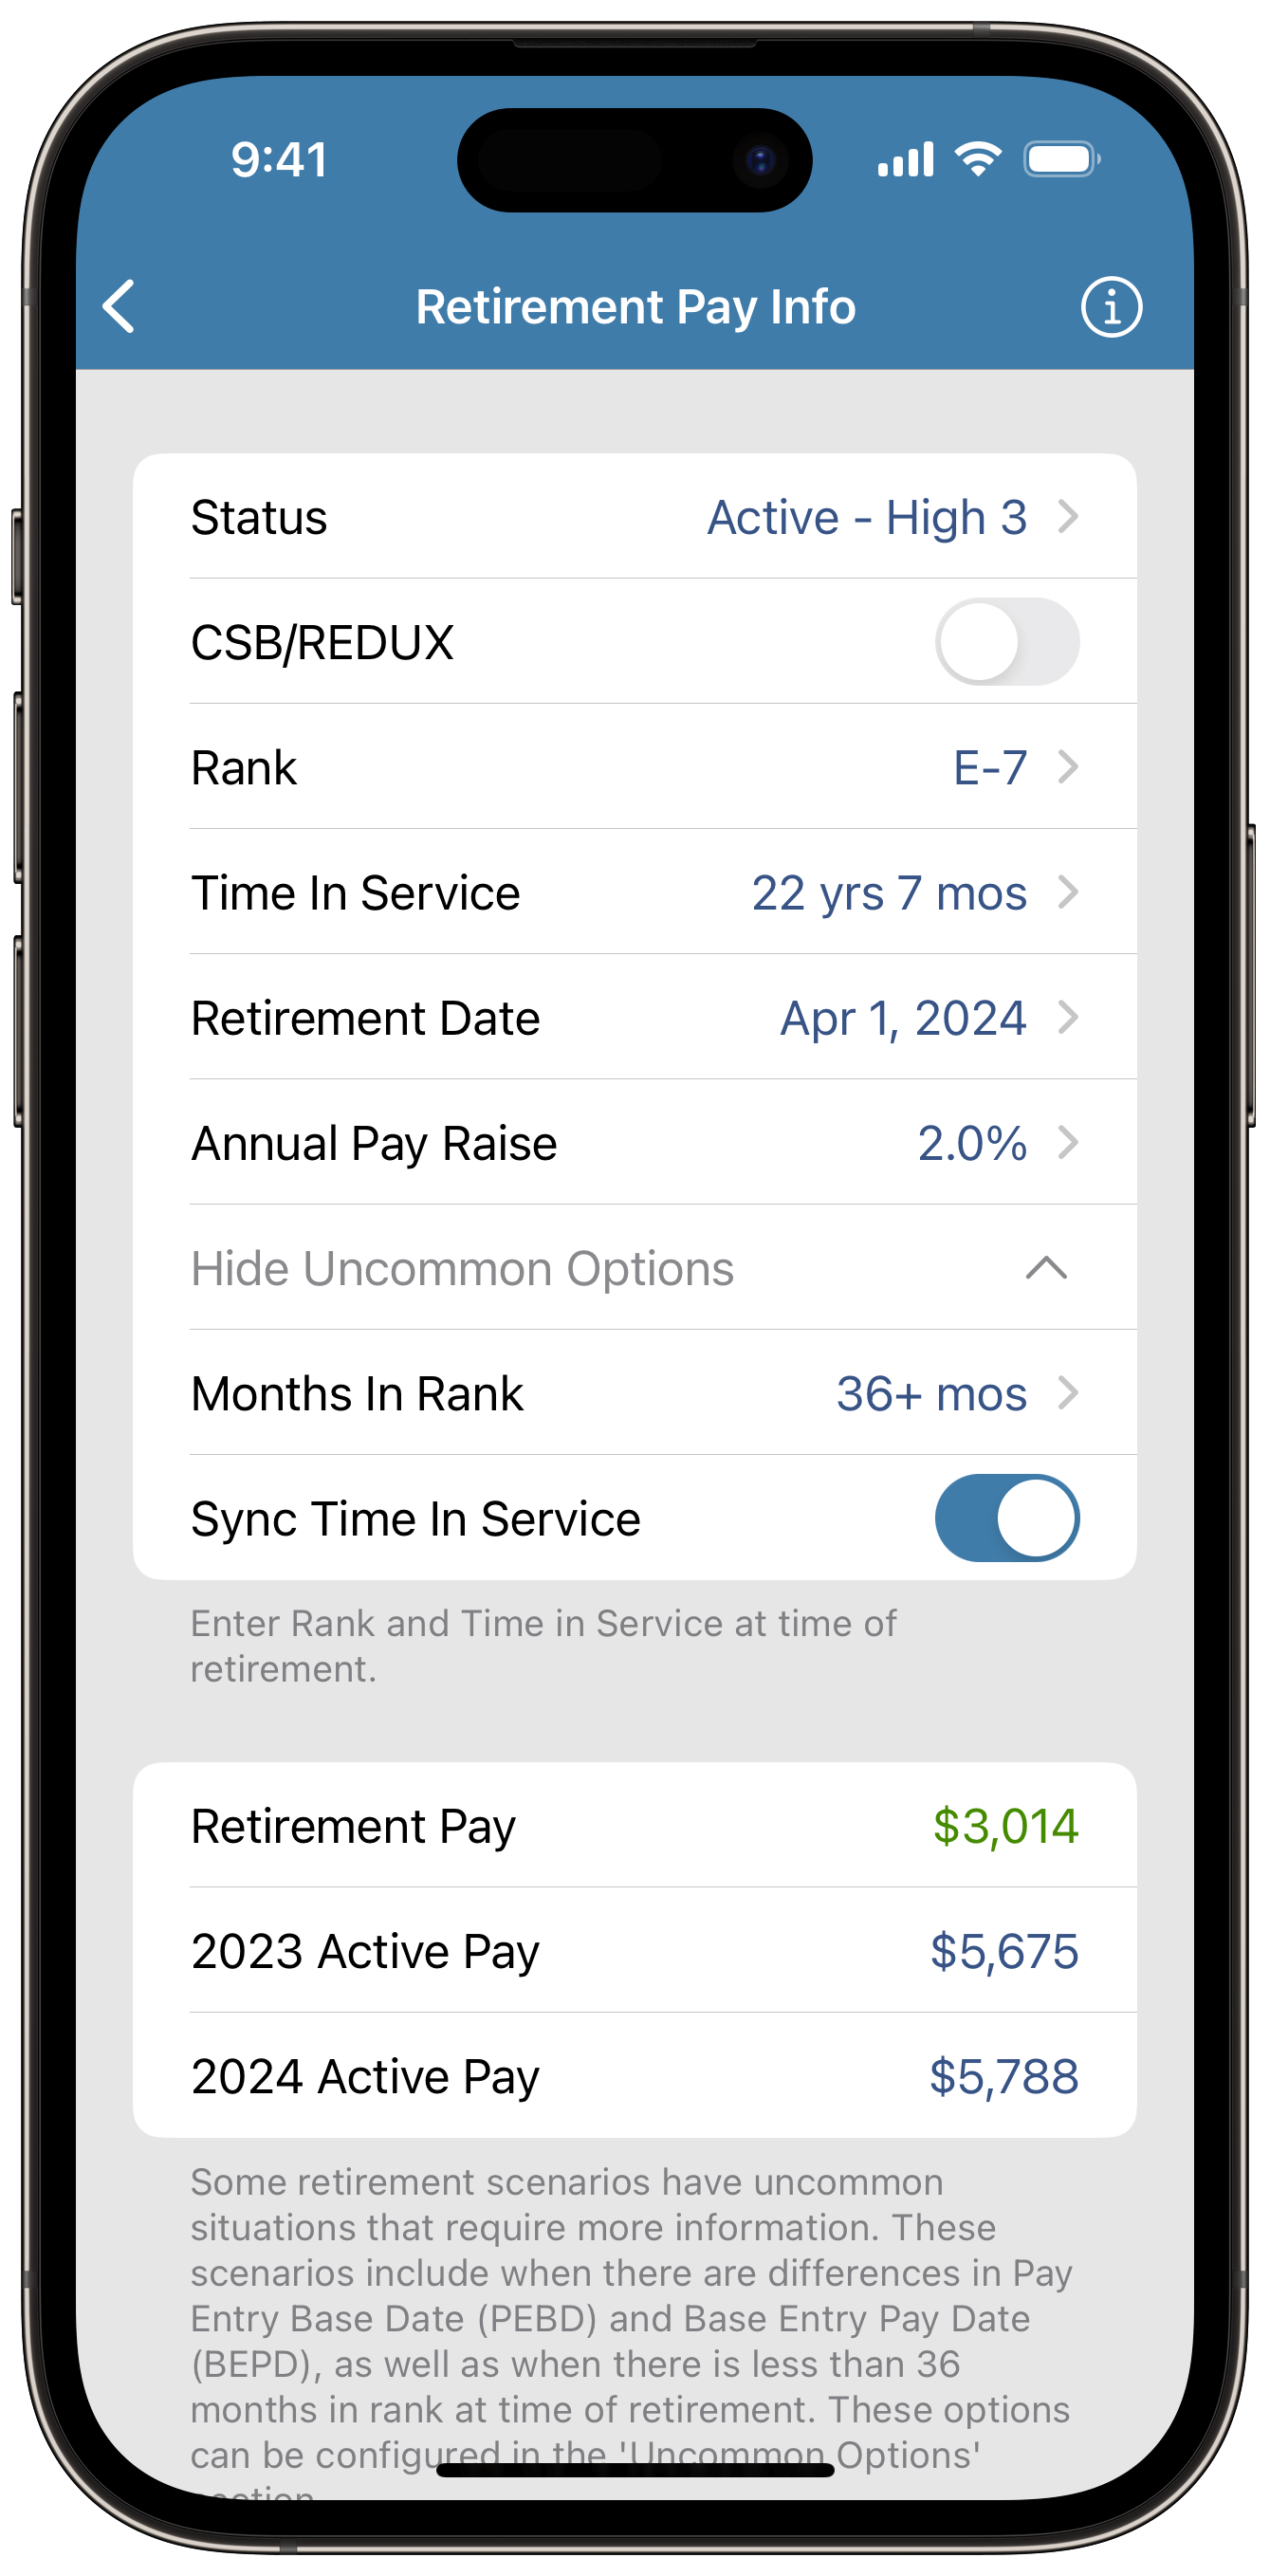 9:41
Retirement Pay Info
Status Active - High 3
CSB/REDUX
Rank E-7
Time In Service 22 yrs 7 mos
Retirement Date Apr 1, 2024
Annual Pay Raise 2.0%
Hide Uncommon Options
Months In Rank 36+ mos
Sync Time In Service
Enter Rank and Time in Service at time of
retirement.
Retirement Pay $3,014
2023 Active Pay $5,675
2024 Active Pay $5,788
Some retirement scenarios have uncommon
situations that require more information. These
scenarios include when there are differences in Pay
Entry Base Date (PEBD) and Base Entry Pay Date
(BEPD), as well as when there is less than 36
months in rank at time of retirement. These options
can be configured in the 'Uncommon Options'